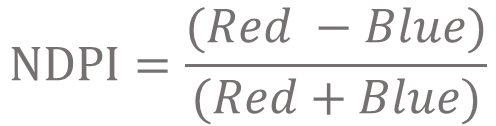 NDPI = (Red − Blue) / (Red + Blue)